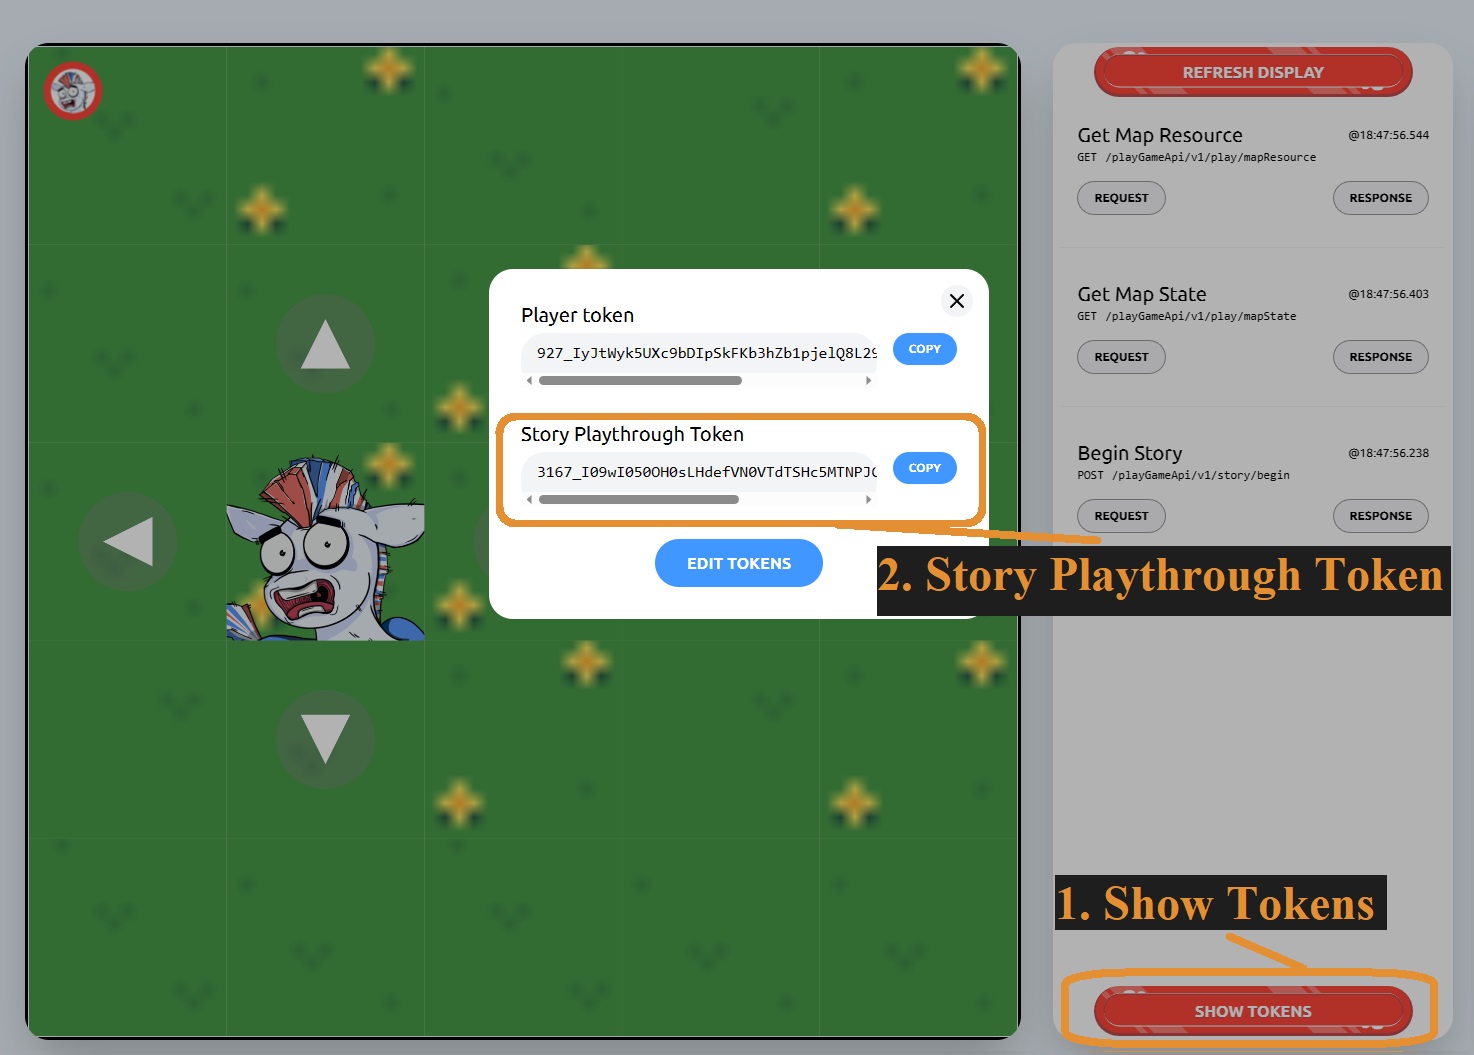 REFRESH DISPLAY
Get Map Resource
@18:47:56.544
GET /playGameApi/v1/play/mapResource
REQUEST
RESPONSE
Get Map State
@18:47:56.403
GET /playGameApi/v1/play/mapState
REQUEST
RESPONSE
Begin Story
@18:47:56.238
POST /playGameApi/v1/story/begin
REQUEST
RESPONSE
Player token
927_IyJtWyk5UXc9bDIpSkFKb3hZb1pjelQ8L29
COPY
Story Playthrough Token
3167_I09wI050OH0sLHdefVN0VTdTSHc5MTNPJ
COPY
EDIT TOKENS
2. Story Playthrough Token
1. Show Tokens
SHOW TOKENS